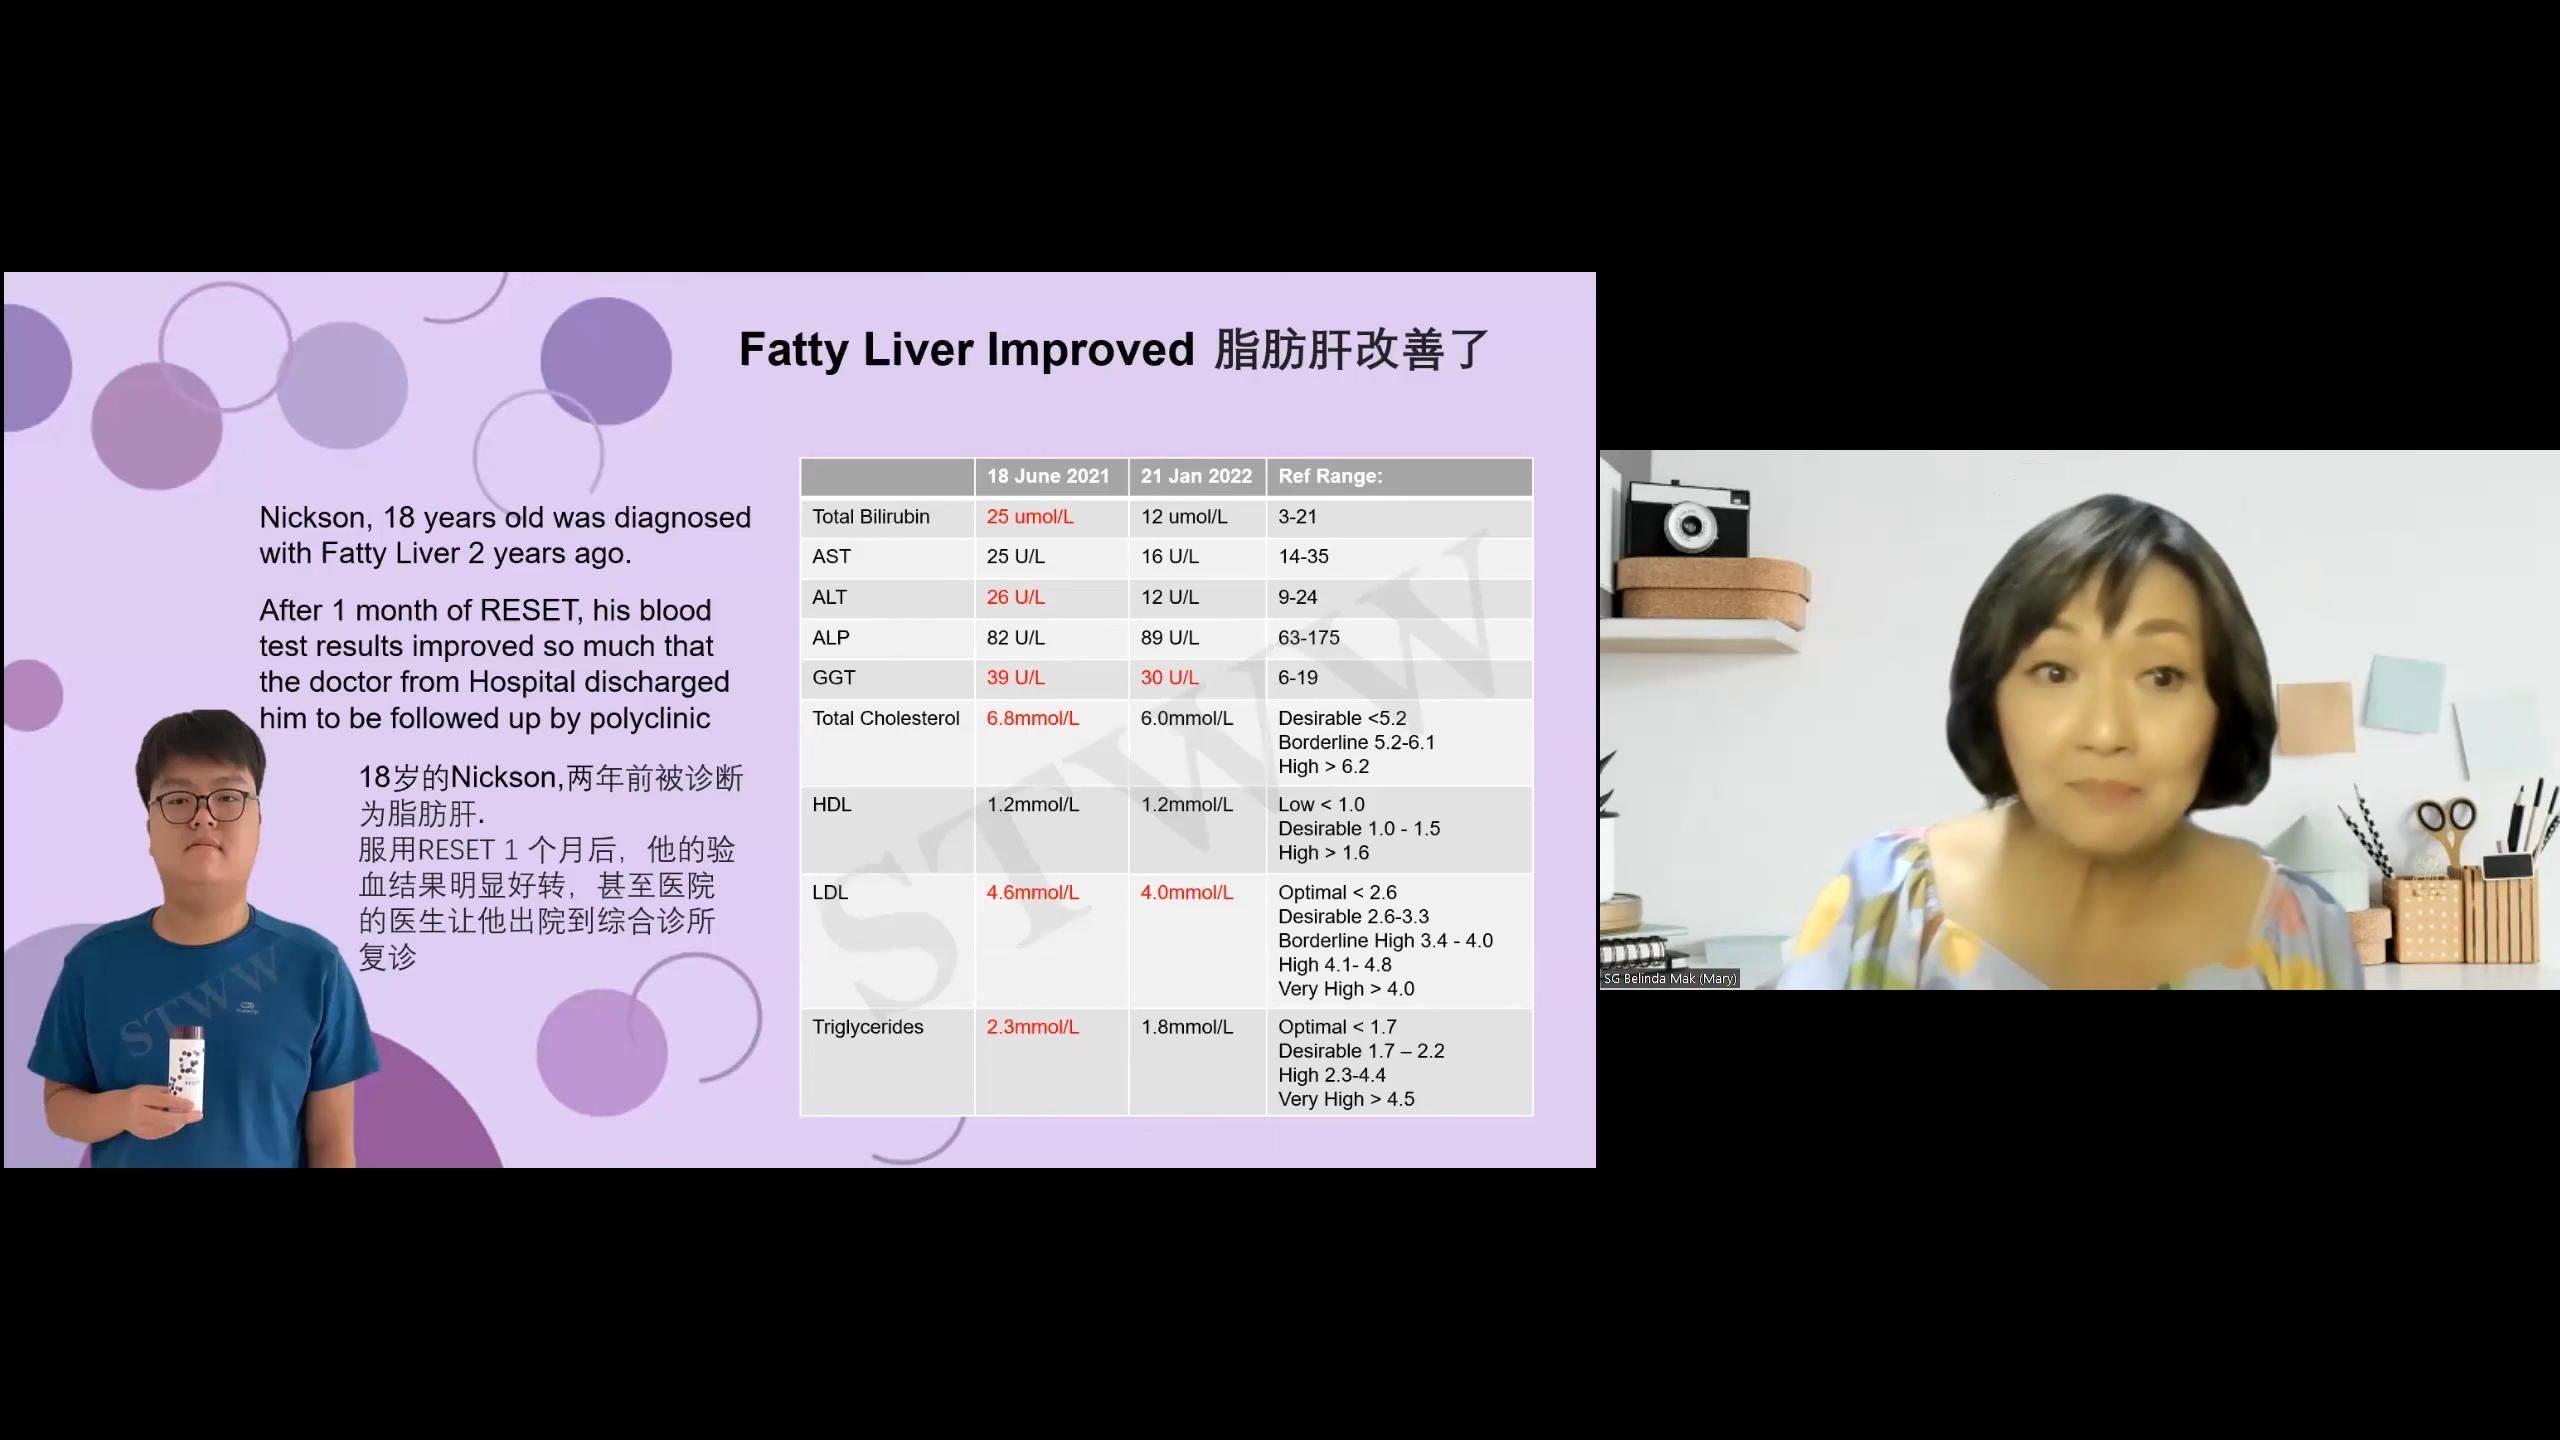 Fatty Liver Improved 脂肪肝改善了
Nickson, 18 years old was diagnosed
with Fatty Liver 2 years ago.
After 1 month of RESET, his blood
test results improved so much that
the doctor from Hospital discharged
him to be followed up by polyclinic
18岁的Nickson,两年前被诊断
为脂肪肝.
服用RESET 1 个月后，他的验
血结果明显好转，甚至医院
的医生让他出院到综合诊所
复诊
STWW
RESET
18 June 2021 21 Jan 2022 Ref Range:
Total Bilirubin 25 umol/L 12 umol/L 3-21
AST 25 U/L 16 U/L 14-35
ALT 26 U/L 12 U/L 9-24
ALP 82 U/L 89 U/L 63-175
GGT 39 U/L 30 U/L 6-19
Total Cholesterol 6.8mmol/L 6.0mmol/L Desirable <5.2
Borderline 5.2-6.1
High > 6.2
HDL 1.2mmol/L 1.2mmol/L Low < 1.0
Desirable 1.0 - 1.5
High > 1.6
LDL 4.6mmol/L 4.0mmol/L Optimal < 2.6
Desirable 2.6-3.3
Borderline High 3.4 - 4.0
High 4.1- 4.8
Very High > 4.0
Triglycerides 2.3mmol/L 1.8mmol/L Optimal < 1.7
Desirable 1.7 – 2.2
High 2.3-4.4
Very High > 4.5
STWW
SG Belinda Mak (Mary)